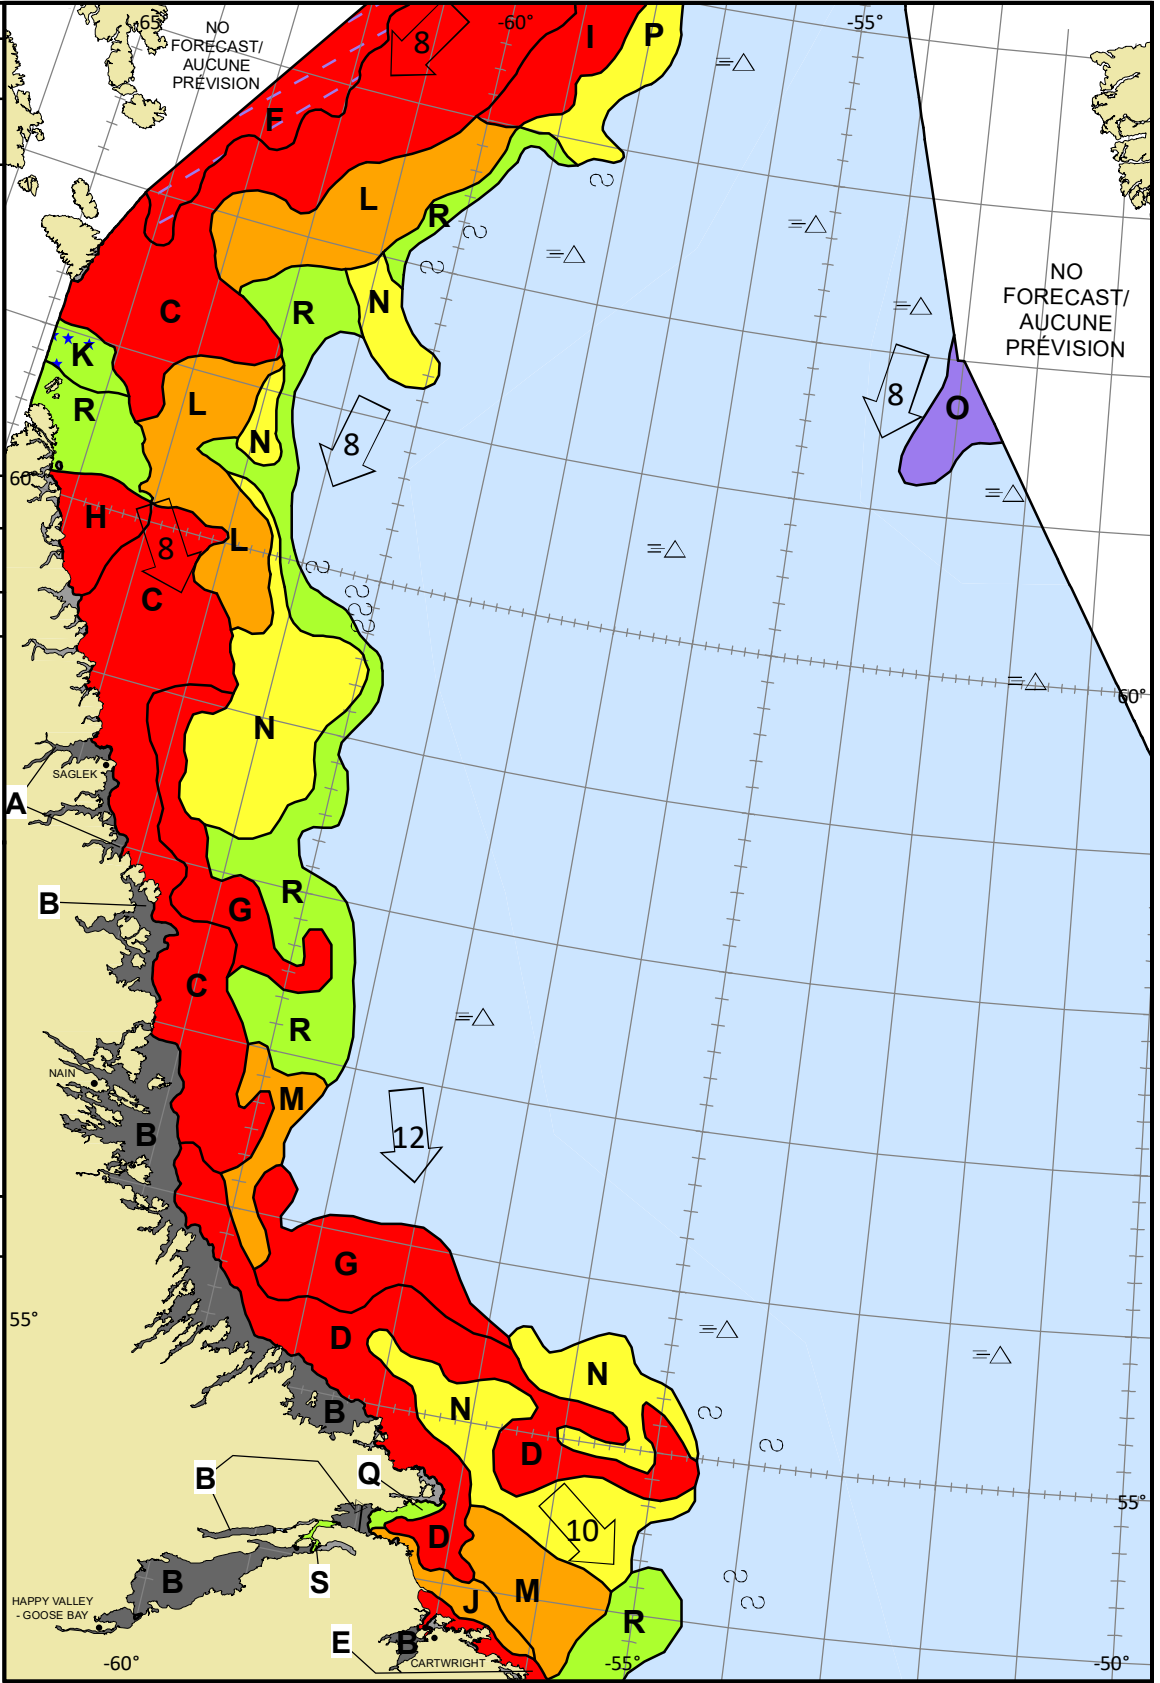 -65°
-60°
-55°
NO
FORECAST/
AUCUNE
PRÉVISION
8
I
P
F
L
R
C
R
N
NO
FORECAST/
AUCUNE
PRÉVISION
K
R
L
N
8
8
O
60°
H
8
L
C
N
60°
SAGLEK
A
B
R
G
C
R
NAIN
M
B
12
G
55°
D
N
N
B
D
B
Q
55°
D
10
B
S
M
HAPPY VALLEY
- GOOSE BAY
J
R
E
B
CARTWRIGHT
-60°
-55°
-50°